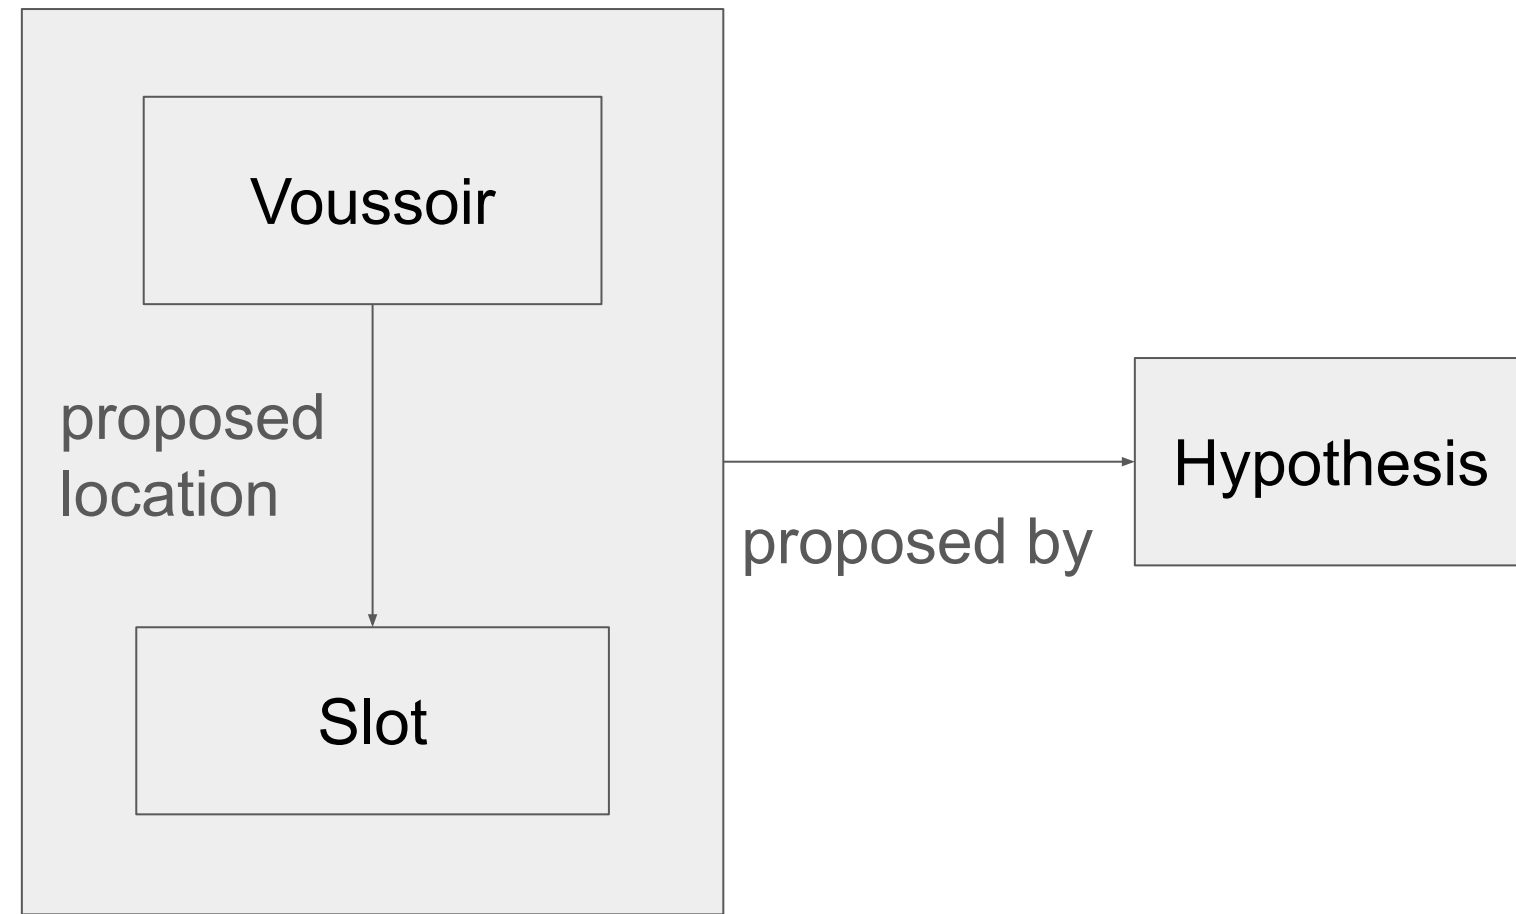 Voussoir
proposed
location
Slot
proposed by
Hypothesis